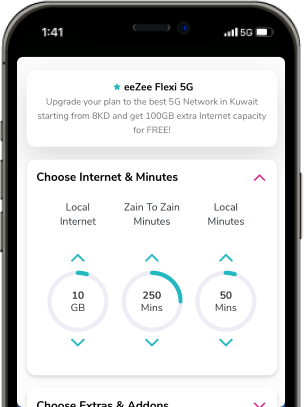 1:41
5G
eeZee Flexi 5G
Upgrade your plan to the best 5G Network in Kuwait
starting from 8KD and get 100GB extra Internet capacity
for FREE!
Choose Internet & Minutes
Local Internet
Zain To Zain Minutes
Local Minutes
10 GB
250 Mins
50 Mins
Choose Extras & Addons